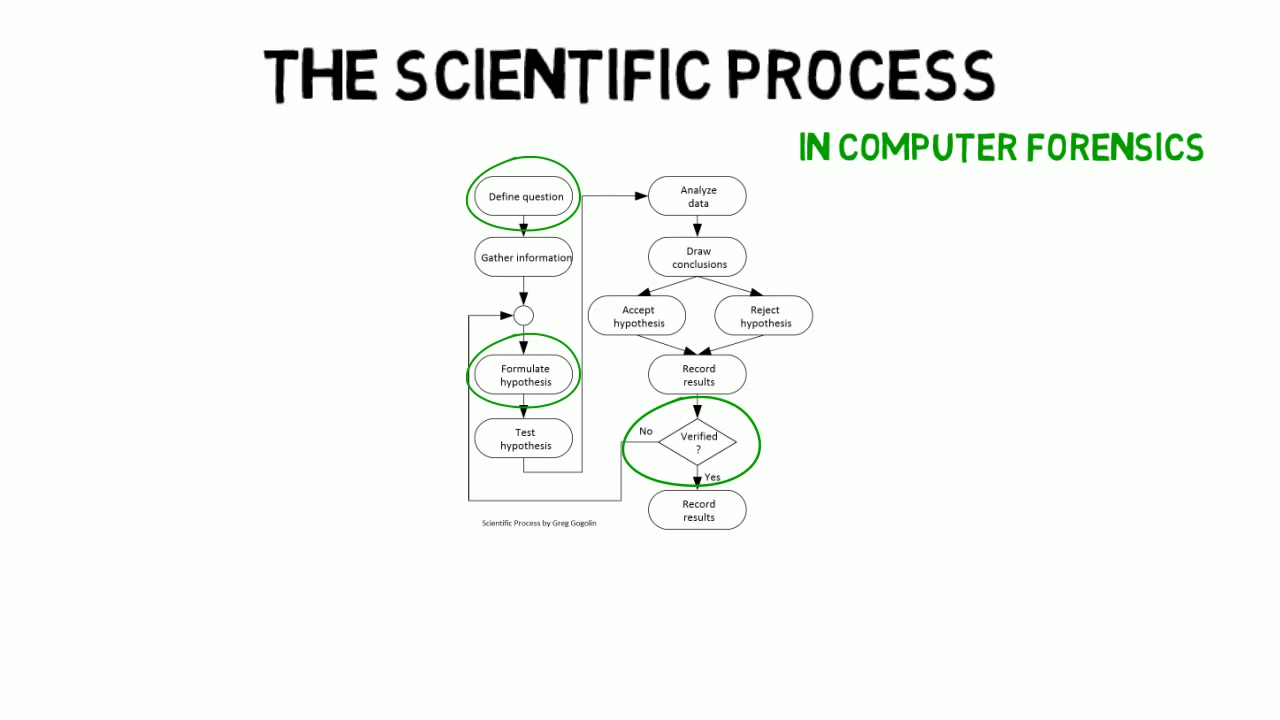 THE SCIENTIFIC PROCESS
IN COMPUTER FORENSICS
Define question
Gather information
Formulate
hypothesis
Test
hypothesis
Analyze
data
Draw
conclusions
Accept
hypothesis
Reject
hypothesis
Record
results
No
Verified
?
Yes
Record
results
Scientific Process by Greg Gogolin